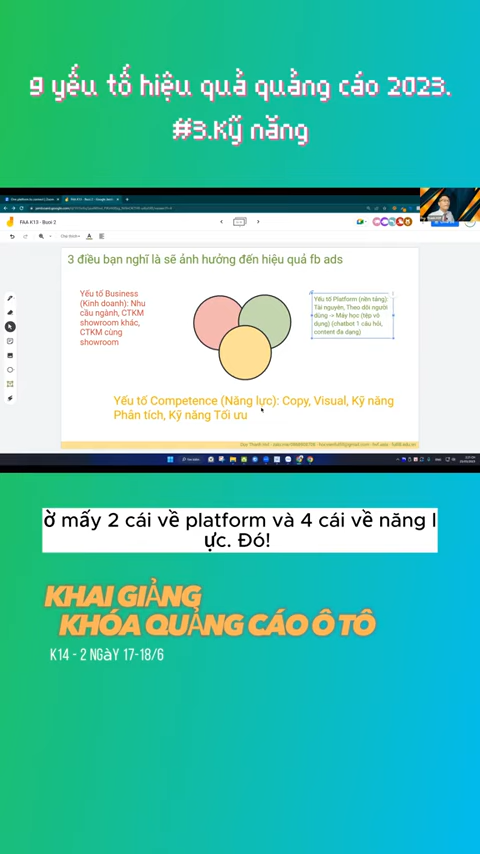 9 yếu tố hiệu quả quảng cáo 2023.
#3.Kỹ năng
FAA K13 - Buoi 2
3 điều bạn nghĩ là sẽ ảnh hưởng đến hiệu quả fb ads
Yếu tố Business
(Kinh doanh): Nhu
cầu ngành, CTKM
showroom khác,
CTKM cùng
showroom
Yếu tố Platform (nền tảng):
Tài nguyên, Theo dõi người
dùng -> Máy học (tệp vô
dụng) (chatbot 1 câu hỏi,
content đa dạng)
Yếu tố Competence (Năng lực): Copy, Visual, Kỹ năng
Phân tích, Kỹ năng Tối ưu
ờ mấy 2 cái về platform và 4 cái về năng l
ực. Đó!
KHAI GIẢNG
KHÓA QUẢNG CÁO Ô TÔ
K14 - 2 NGÀY 17-18/6